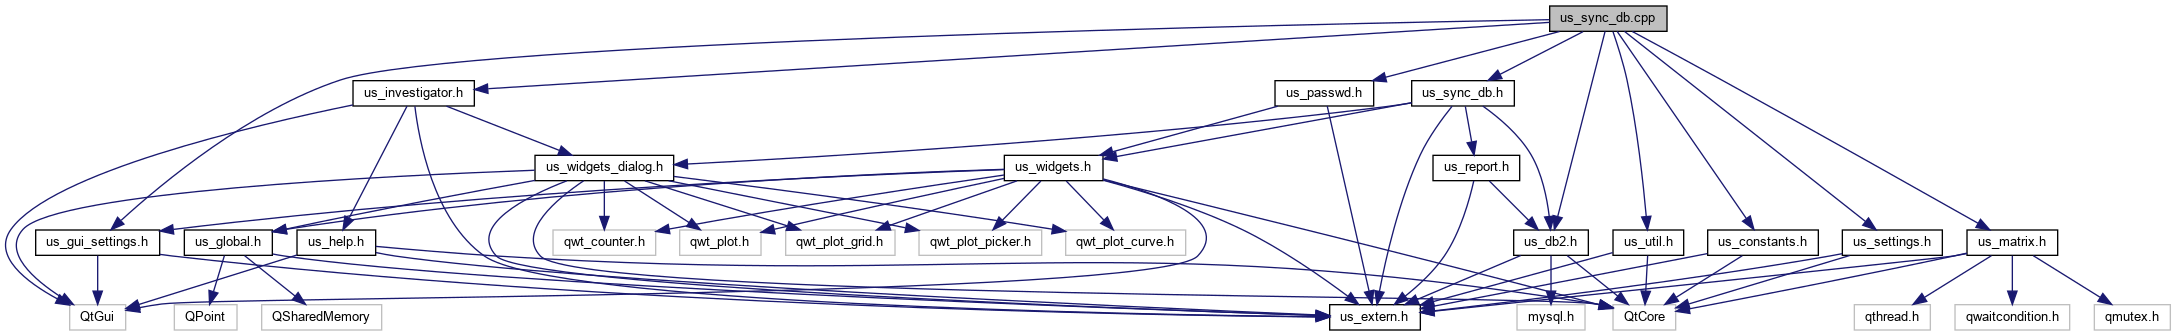 us_sync_db.cpp
us_investigator.h
us_passwd.h
us_sync_db.h
us_widgets_dialog.h
us_widgets.h
us_report.h
us_gui_settings.h
us_global.h
us_help.h
qwt_counter.h
qwt_plot.h
qwt_plot_grid.h
qwt_plot_picker.h
qwt_plot_curve.h
us_db2.h
us_util.h
us_constants.h
us_settings.h
us_matrix.h
QtGui
QPoint
QSharedMemory
us_extern.h
mysql.h
QtCore
qthread.h
qwaitcondition.h
qmutex.h